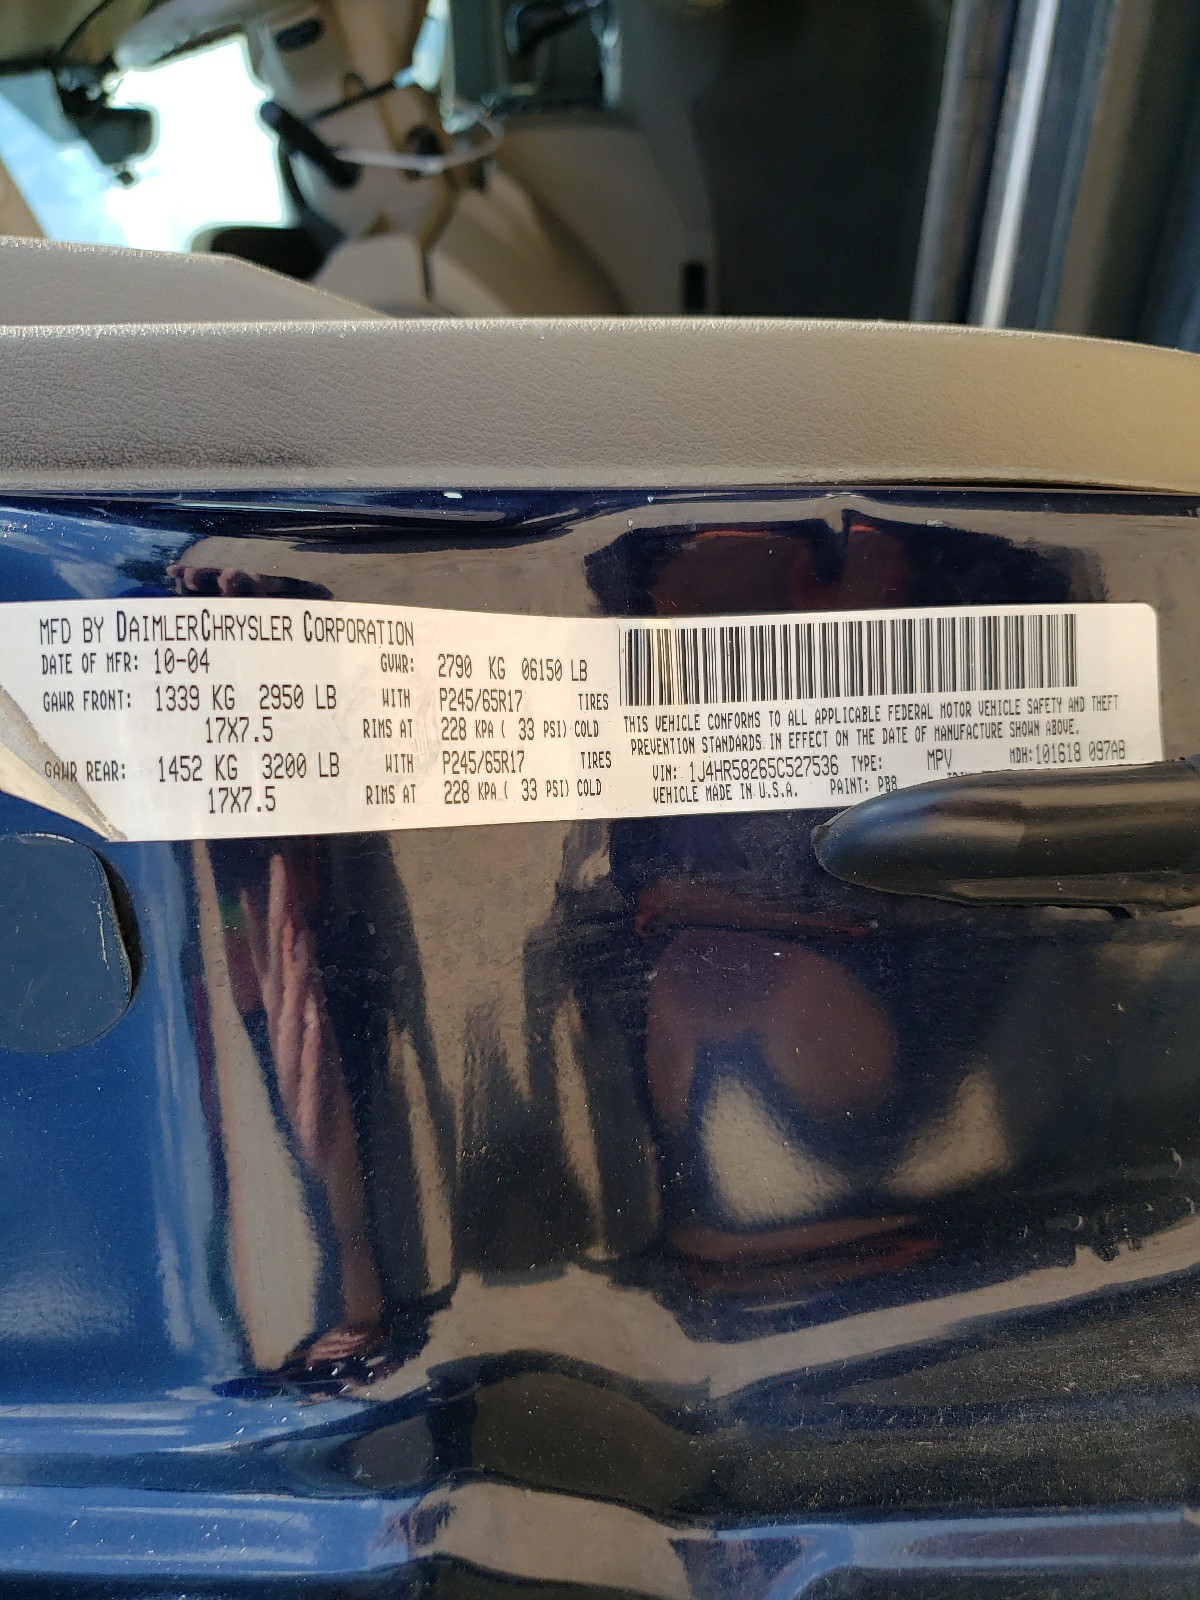 MFD BY DAIMLERCHRYSLER CORPORATION
DATE OF MFR: 10-04 GVWR: 2790 KG 06150 LB
GAWR FRONT: 1339 KG 2950 LB WITH P245/65R17 TIRES
17X7.5 RIMS AT 228 KPA ( 33 PSI) COLD
GAWR REAR: 1452 KG 3200 LB WITH P245/65R17 TIRES
17X7.5 RIMS AT 228 KPA ( 33 PSI) COLD
THIS VEHICLE CONFORMS TO ALL APPLICABLE FEDERAL MOTOR VEHICLE SAFETY AND THEFT
PREVENTION STANDARDS IN EFFECT ON THE DATE OF MANUFACTURE SHOWN ABOVE.
VIN: 1J4HR58265C527536 TYPE: MPV MDH:101618 097AB
VEHICLE MADE IN U.S.A. PAINT: PB8